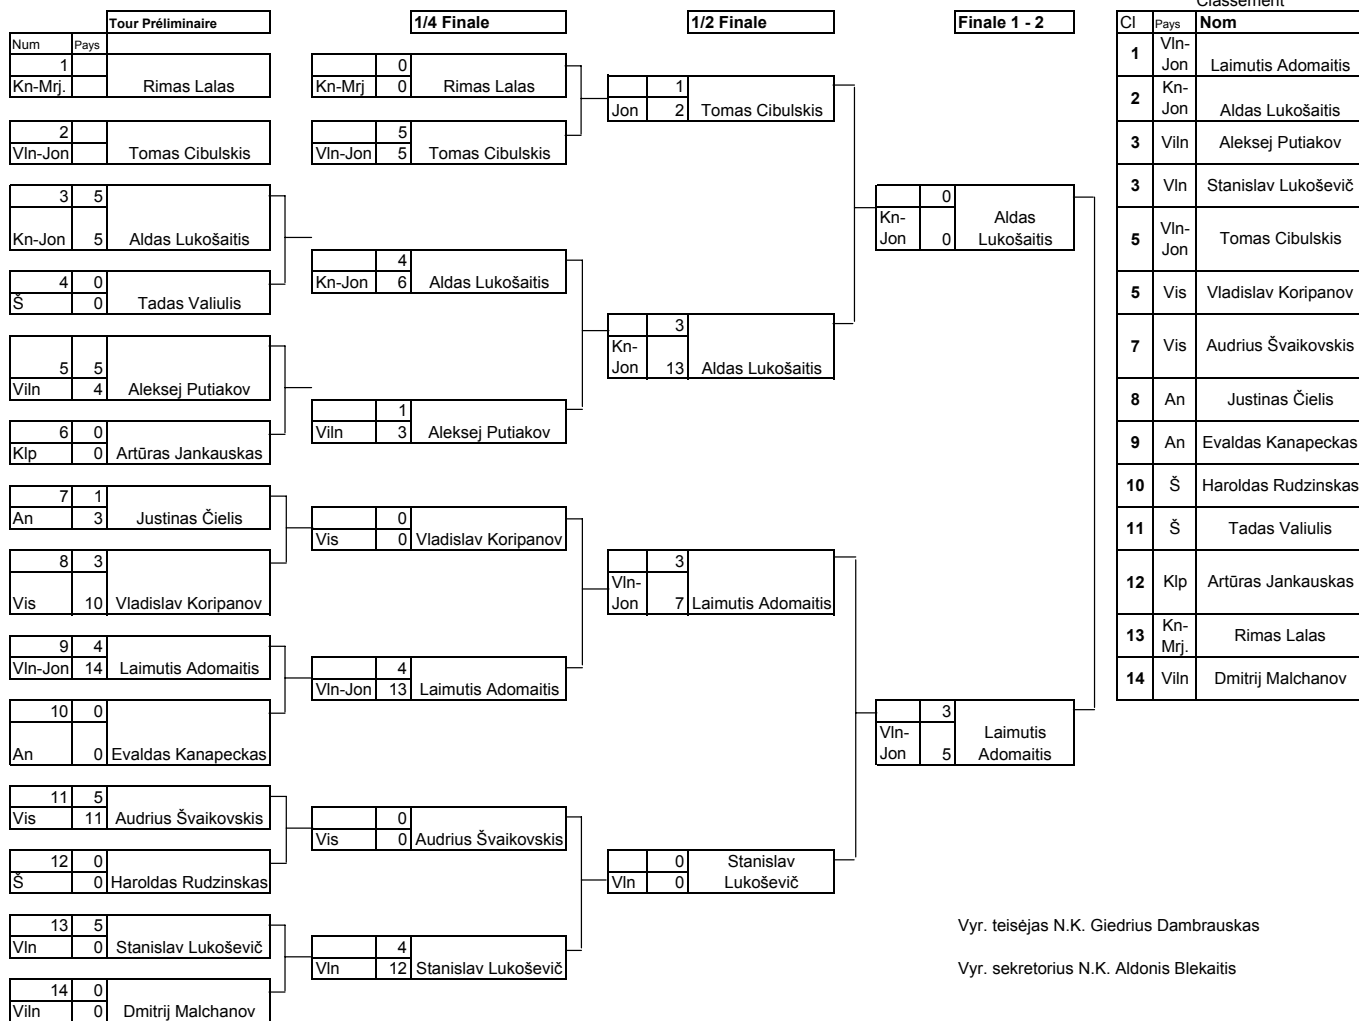 Classement
Tour Préliminaire
1/4 Finale
1/2 Finale
Finale 1 - 2
Cl Pays Nom
Num Pays
1
Kn-Mrj. Rimas Lalas
2
Vln-Jon Tomas Cibulskis
3 5
Kn-Jon 5 Aldas Lukošaitis
4 0
Š 0 Tadas Valiulis
5 5
Viln 4 Aleksej Putiakov
6 0
Klp 0 Artūras Jankauskas
7 1
An 3 Justinas Čielis
8 3
Vis 10 Vladislav Koripanov
9 4
Vln-Jon 14 Laimutis Adomaitis
10 0
An 0 Evaldas Kanapeckas
11 5
Vis 11 Audrius Švaikovskis
12 0
Š 0 Haroldas Rudzinskas
13 5
Vln 0 Stanislav Lukoševič
14 0
Viln 0 Dmitrij Malchanov
0
Kn-Mrj 0 Rimas Lalas
5
Vln-Jon 5 Tomas Cibulskis
4
Kn-Jon 6 Aldas Lukošaitis
1
Viln 3 Aleksej Putiakov
0
Vis 0 Vladislav Koripanov
4
Vln-Jon 13 Laimutis Adomaitis
0
Vis 0 Audrius Švaikovskis
4
Vln 12 Stanislav Lukoševič
1
Jon 2 Tomas Cibulskis
3
Kn-
Jon 13 Aldas Lukošaitis
3
Vln-
Jon 7 Laimutis Adomaitis
0 Stanislav
Vln 0 Lukoševič
0
Kn- Aldas
Jon 0 Lukošaitis
3
Vln- Laimutis
Jon 5 Adomaitis
1 Vln-
Jon Laimutis Adomaitis
2 Kn-
Jon Aldas Lukošaitis
3 Viln Aleksej Putiakov
3 Vln Stanislav Lukoševič
5 Vln-
Jon Tomas Cibulskis
5 Vis Vladislav Koripanov
7 Vis Audrius Švaikovskis
8 An Justinas Čielis
9 An Evaldas Kanapeckas
10 Š Haroldas Rudzinskas
11 Š Tadas Valiulis
12 Klp Artūras Jankauskas
13 Kn-
Mrj. Rimas Lalas
14 Viln Dmitrij Malchanov
Vyr. teisėjas N.K. Giedrius Dambrauskas
Vyr. sekretorius N.K. Aldonis Blekaitis